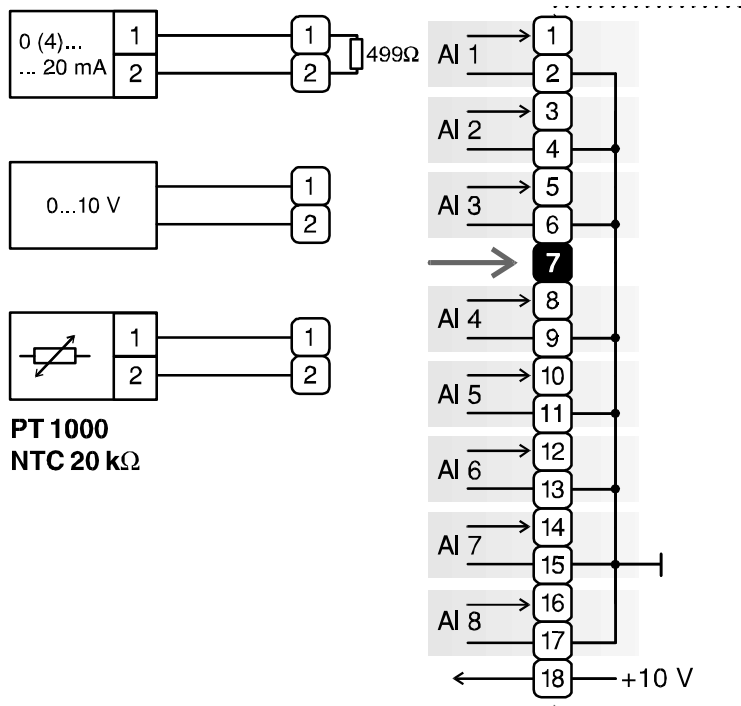 0 (4)...
... 20 mA
1
2
1
2
499Ω
0...10 V
1
2
1
2
1
2
PT 1000
NTC 20 kΩ
AI 1
1
2
AI 2
3
4
AI 3
5
6
7
AI 4
8
9
AI 5
10
11
AI 6
12
13
AI 7
14
15
AI 8
16
17
18
+10 V